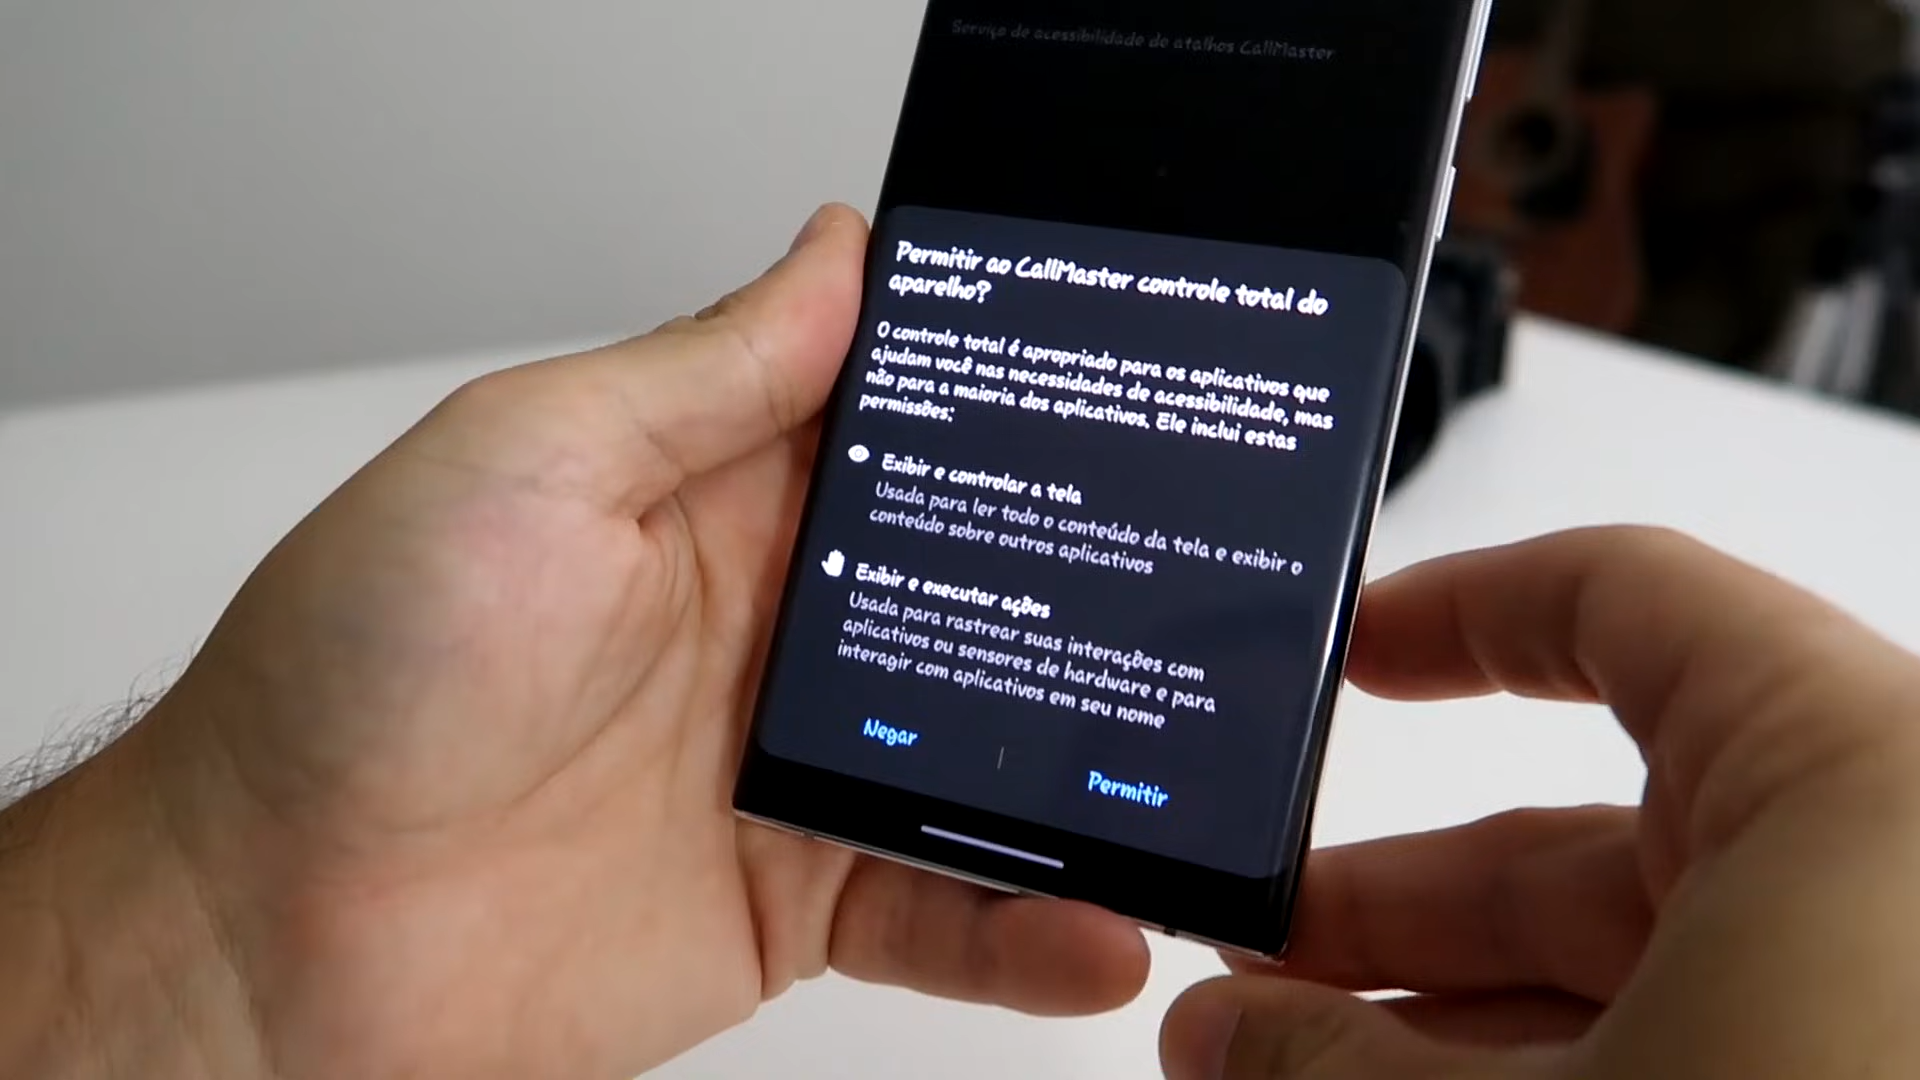 Serviço de acessibilidade de atalhos CallMaster
Permitir ao CallMaster controle total do
aparelho?
O controle total é apropriado para os aplicativos que
ajudam você nas necessidades de acessibilidade, mas
não para a maioria dos aplicativos. Ele inclui estas
permissões:
Exibir e controlar a tela
Usada para ler todo o conteúdo da tela e exibir o
conteúdo sobre outros aplicativos
Exibir e executar ações
Usada para rastrear suas interações com
aplicativos ou sensores de hardware e para
interagir com aplicativos em seu nome
Negar
Permitir